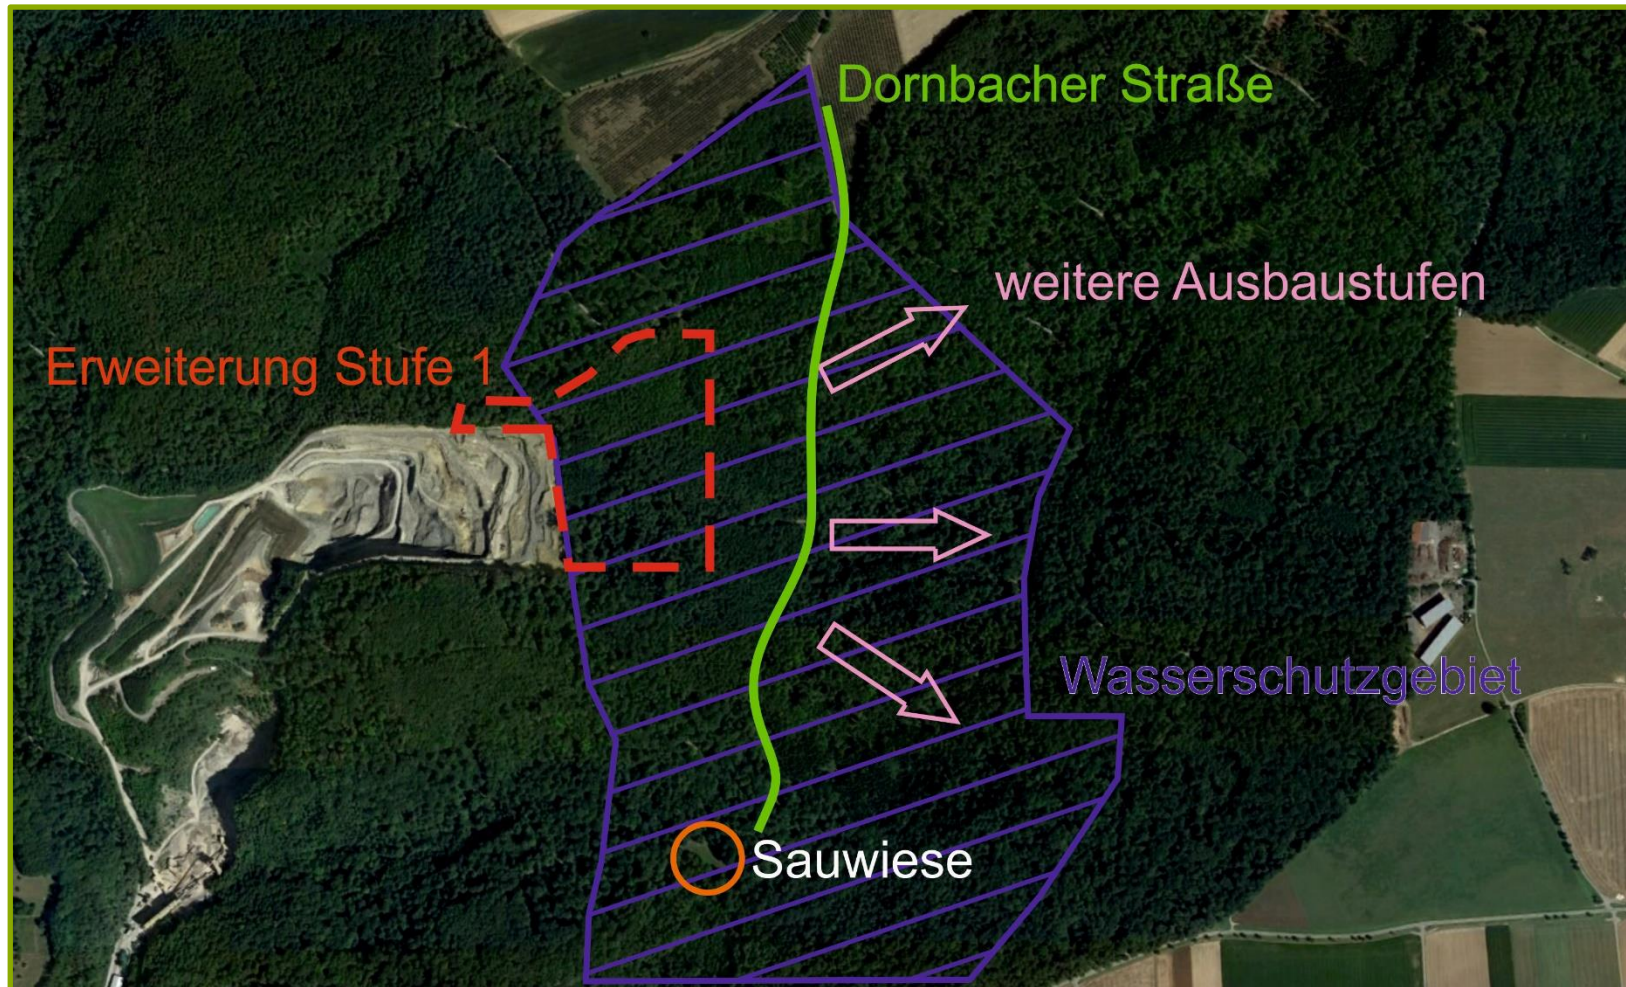 Dornbacher Straße
weitere Ausbaustufen
Erweiterung Stufe 1
Wasserschutzgebiet
Sauwiese